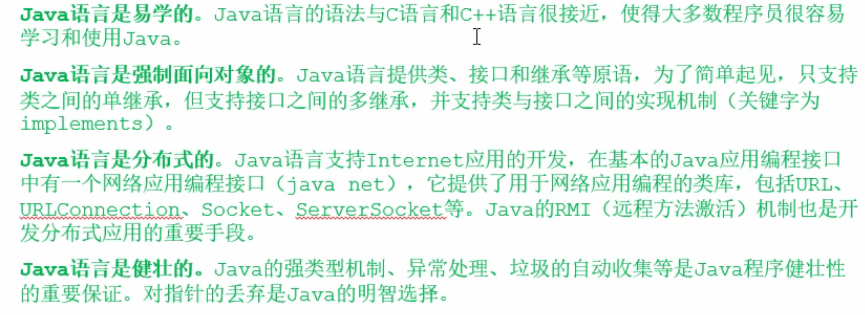 Java语言是易学的。Java语言的语法与C语言和C++语言很接近，使得大多数程序员很容易
学习和使用Java。
Java语言是强制面向对象的。Java语言提供类、接口和继承等原语，为了简单起见，只支持
类之间的单继承，但支持接口之间的多继承，并支持类与接口之间的实现机制（关键字为
implements）。
Java语言是分布式的。Java语言支持Internet应用的开发，在基本的Java应用编程接口
中有一个网络应用编程接口（java net），它提供了用于网络应用编程的类库，包括URL、
URLConnection、Socket、ServerSocket等。Java的RMI（远程方法激活）机制也是开
发分布式应用的重要手段。
Java语言是健壮的。Java的强类型机制、异常处理、垃圾的自动收集等是Java程序健壮性
的重要保证。对指针的丢弃是Java的明智选择。